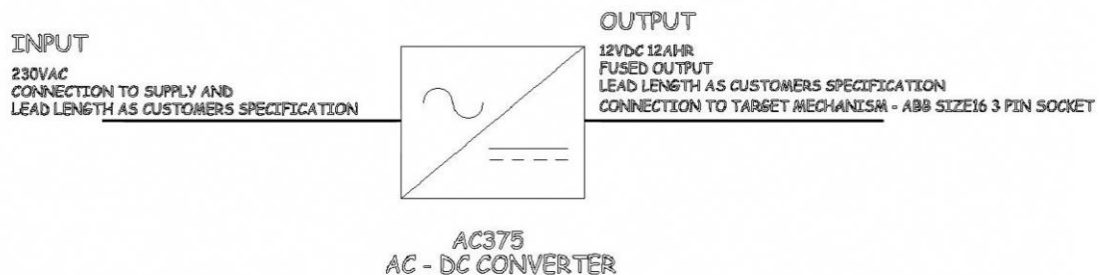 INPUT
230VAC
CONNECTION TO SUPPLY AND
LEAD LENGTH AS CUSTOMERS SPECIFICATION
OUTPUT
12VDC 12AHR
FUSED OUTPUT
LEAD LENGTH AS CUSTOMERS SPECIFICATION
CONNECTION TO TARGET MECHANISM - ABB SIZE16 3 PIN SOCKET
AC375
AC - DC CONVERTER